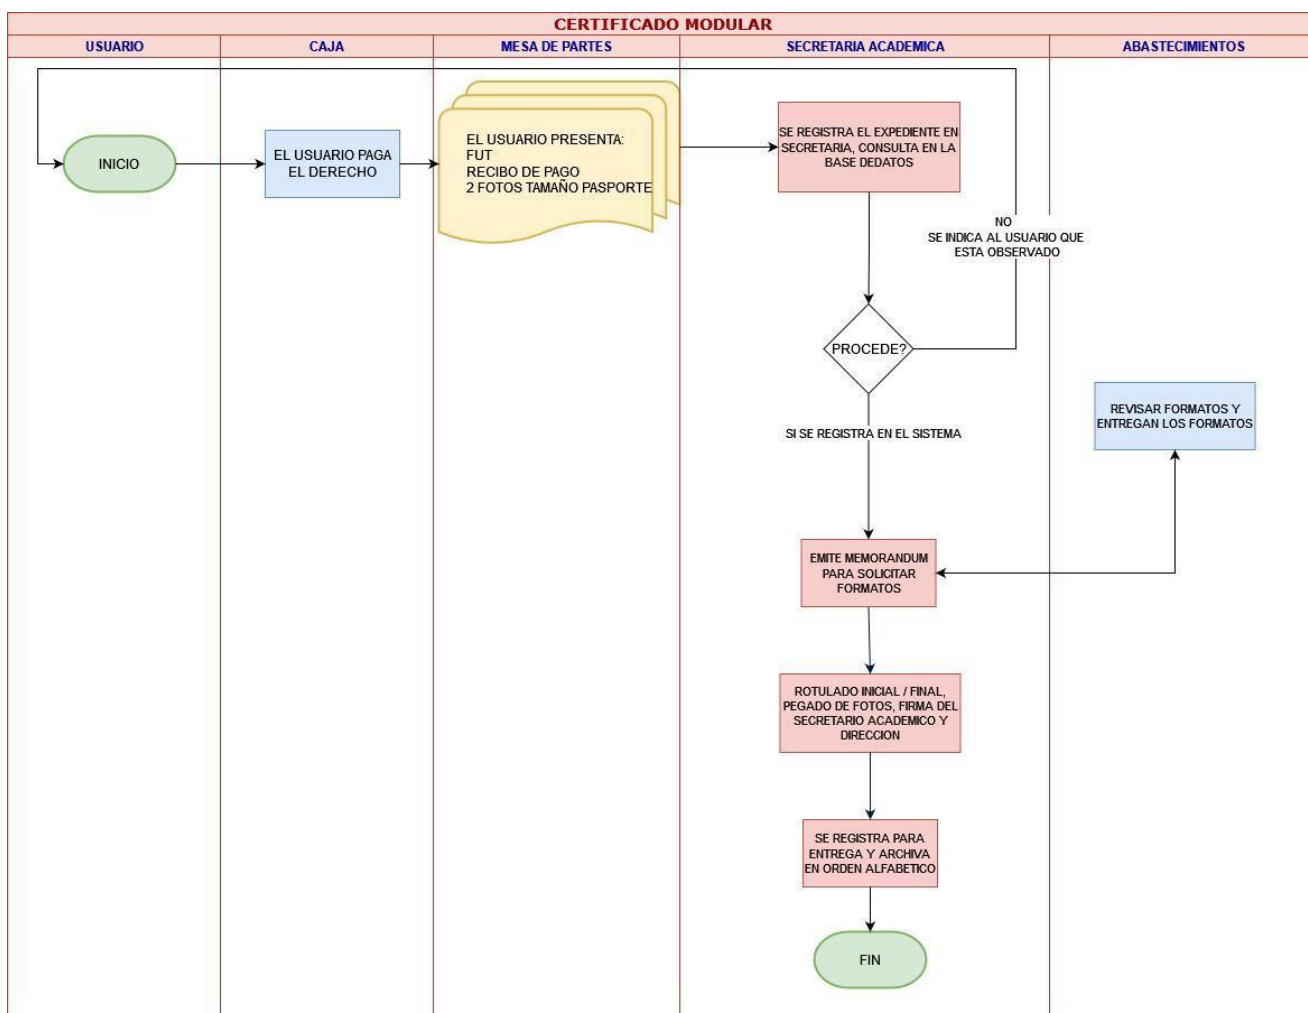 CERTIFICADO MODULAR
USUARIO
CAJA
MESA DE PARTES
SECRETARIA ACADEMICA
ABASTECIMIENTOS
INICIO
EL USUARIO PAGA
EL DERECHO
EL USUARIO PRESENTA:
FUT
RECIBO DE PAGO
2 FOTOS TAMAÑO PASPORTE
SE REGISTRA EL EXPEDIENTE EN
SECRETARIA, CONSULTA EN LA
BASE DEDATOS
NO
SE INDICA AL USUARIO QUE
ESTA OBSERVADO
PROCEDE?
SI SE REGISTRA EN EL SISTEMA
REVISAR FORMATOS Y
ENTREGAN LOS FORMATOS
EMITE MEMORANDUM
PARA SOLICITAR
FORMATOS
ROTULADO INICIAL / FINAL,
PEGADO DE FOTOS, FIRMA DEL
SECRETARIO ACADEMICO Y
DIRECCION
SE REGISTRA PARA
ENTREGA Y ARCHIVA
EN ORDEN ALFABETICO
FIN